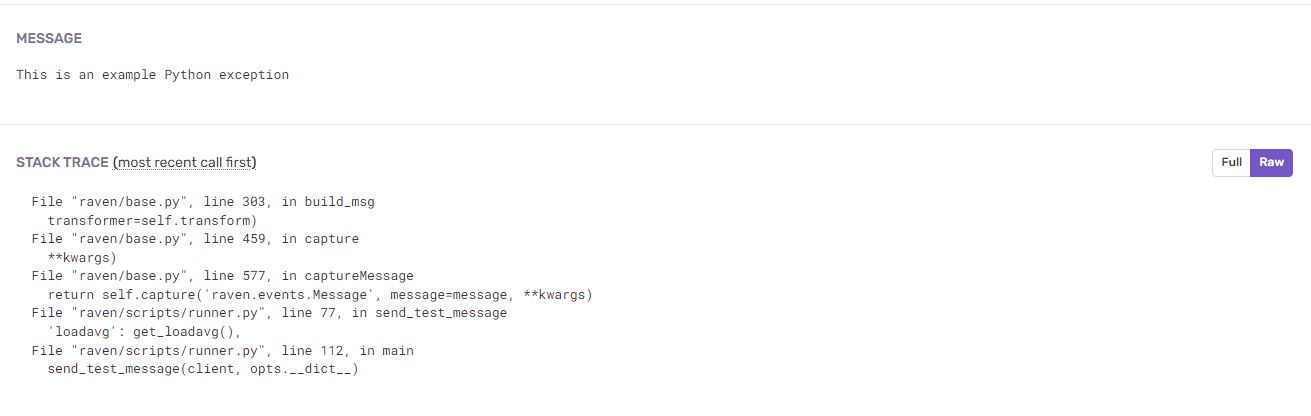 MESSAGE
This is an example Python exception
STACK TRACE (most recent call first)
Full Raw
File "raven/base.py", line 303, in build_msg
transformer=self.transform)
File "raven/base.py", line 459, in capture
**kwargs)
File "raven/base.py", line 577, in captureMessage
return self.capture('raven.events.Message', message=message, **kwargs)
File "raven/scripts/runner.py", line 77, in send_test_message
'loadavg': get_loadavg(),
File "raven/scripts/runner.py", line 112, in main
send_test_message(client, opts.__dict__)